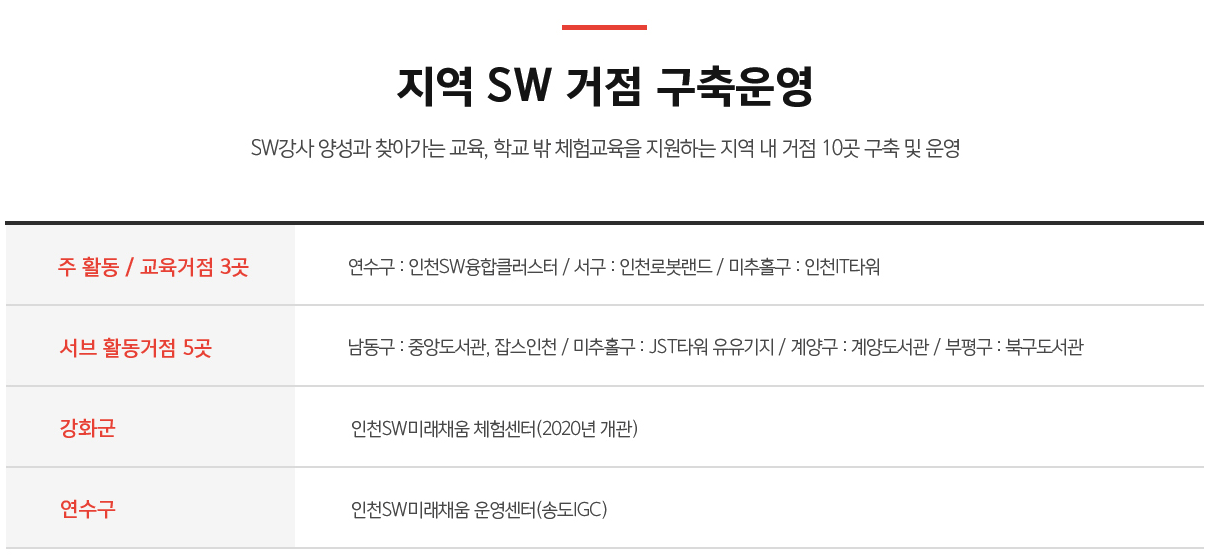 지역 SW 거점 구축운영
SW강사 양성과 찾아가는 교육, 학교 밖 체험교육을 지원하는 지역 내 거점 10곳 구축 및 운영
주 활동 / 교육거점 3곳
연수구 : 인천SW융합클러스터 / 서구 : 인천로봇랜드 / 미추홀구 : 인천IT타워
서브 활동거점 5곳
남동구 : 중앙도서관, 잡스인천 / 미추홀구 : JST타워 유유기지 / 계양구 : 계양도서관 / 부평구 : 북구도서관
강화군
인천SW미래채움 체험센터(2020년 개관)
연수구
인천SW미래채움 운영센터(송도IGC)